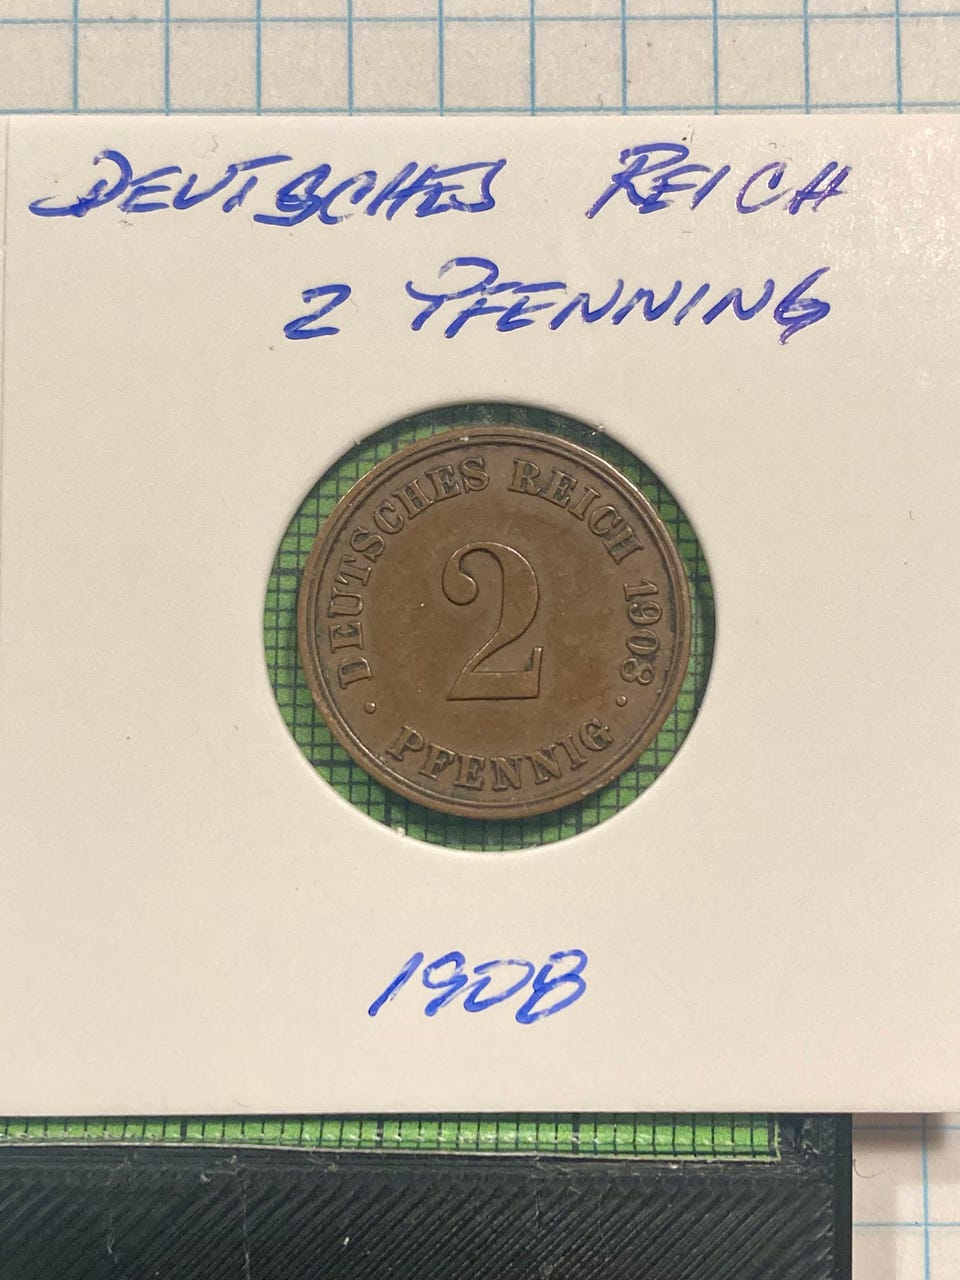 DEUTSCHES REICH
2 PFENNING
DEUTSCHES REICH 1908
2
PFENNIG
1908